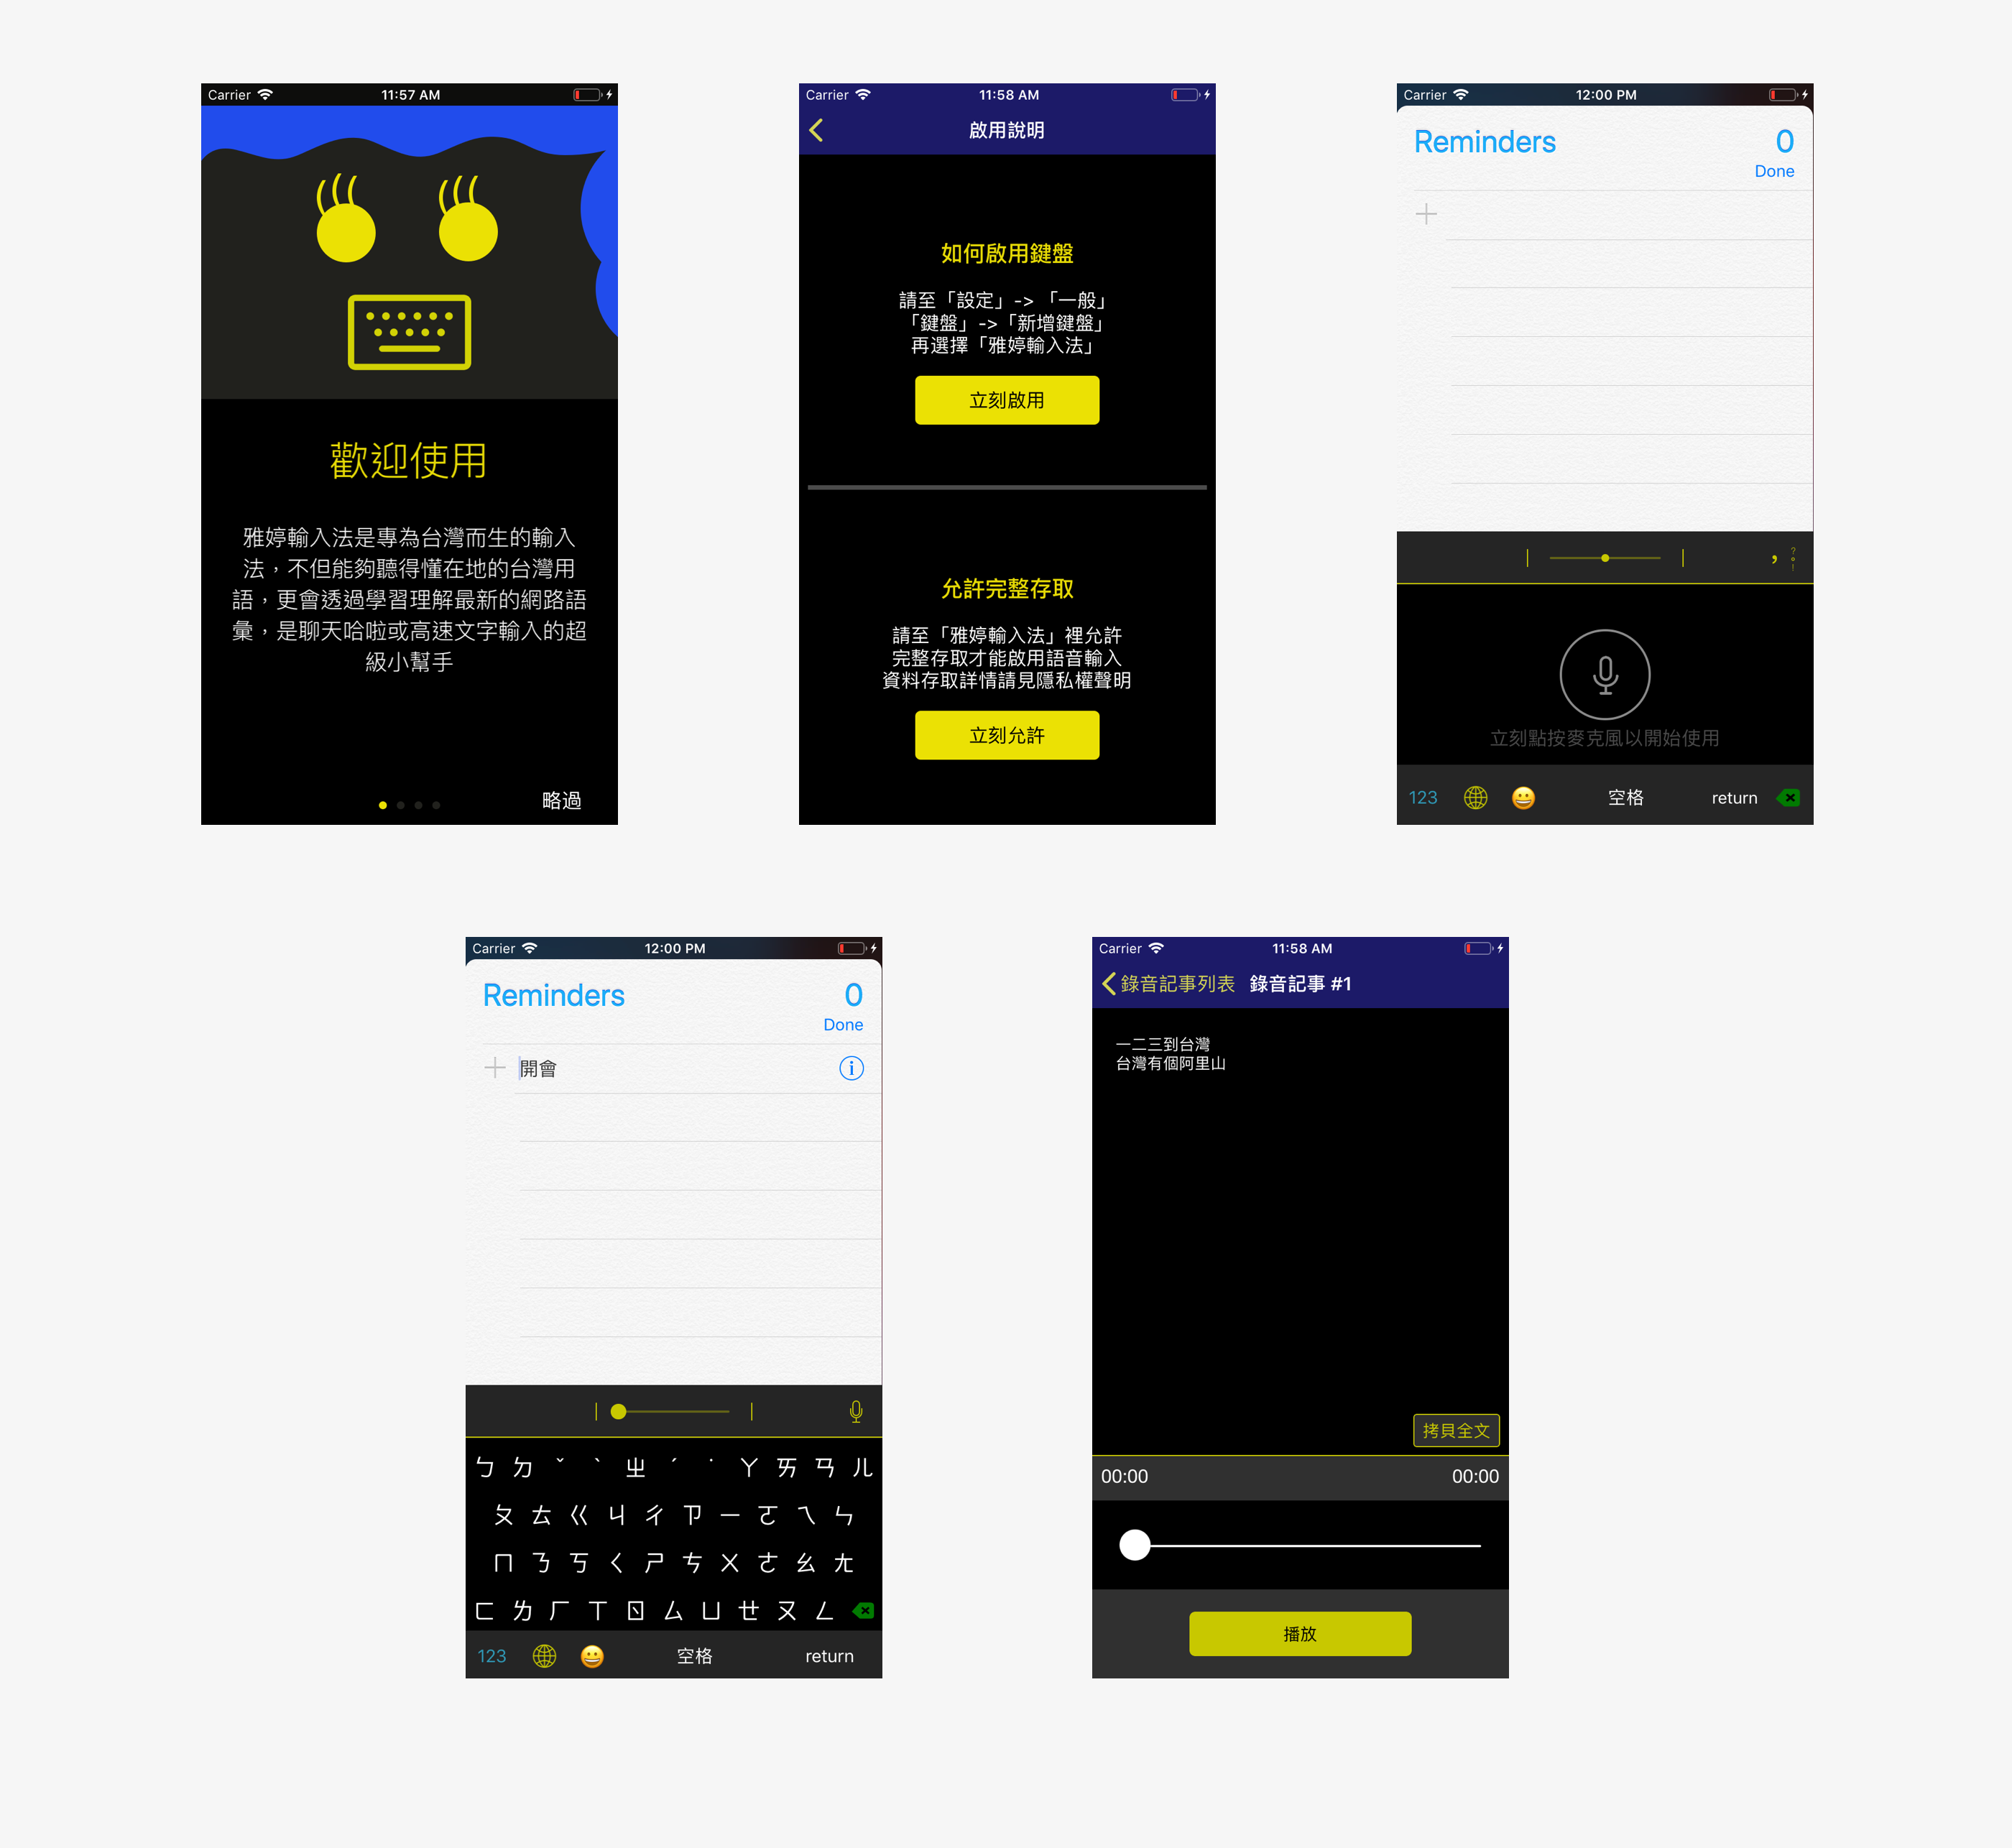 Carrier 11:57 AM
歡迎使用
雅婷輸入法是專為台灣而生的輸入
法，不但能夠聽得懂在地的台灣用
語，更會透過學習理解最新的網路語
彙，是聊天哈啦或高速文字輸入的超
級小幫手
略過
Carrier 11:58 AM
啟用說明
如何啟用鍵盤
請至「設定」->「一般」
「鍵盤」->「新增鍵盤」
再選擇「雅婷輸入法」
立刻啟用
允許完整存取
請至「雅婷輸入法」裡允許
完整存取才能啟用語音輸入
資料存取詳情請見隱私權聲明
立刻允許
Carrier 12:00 PM
Reminders 0
Done
，？。！
立刻點按麥克風以開始使用
123 空格 return
Carrier 12:00 PM
Reminders 0
Done
開會
ㄅ ㄉ ˇ ˋ ㄓ ˊ ˙ ㄚ ㄞ ㄢ ㄦ
ㄆ ㄊ ㄍ ㄐ ㄔ ㄗ ㄧ ㄛ ㄟ ㄣ
ㄇ ㄋ ㄎ ㄑ ㄕ ㄘ ㄨ ㄜ ㄠ ㄤ
ㄈ ㄌ ㄏ ㄒ ㄖ ㄙ ㄩ ㄝ ㄡ ㄥ
123 空格 return
Carrier 11:58 AM
錄音記事列表 錄音記事 #1
一二三到台灣
台灣有個阿里山
拷貝全文
00:00 00:00
播放